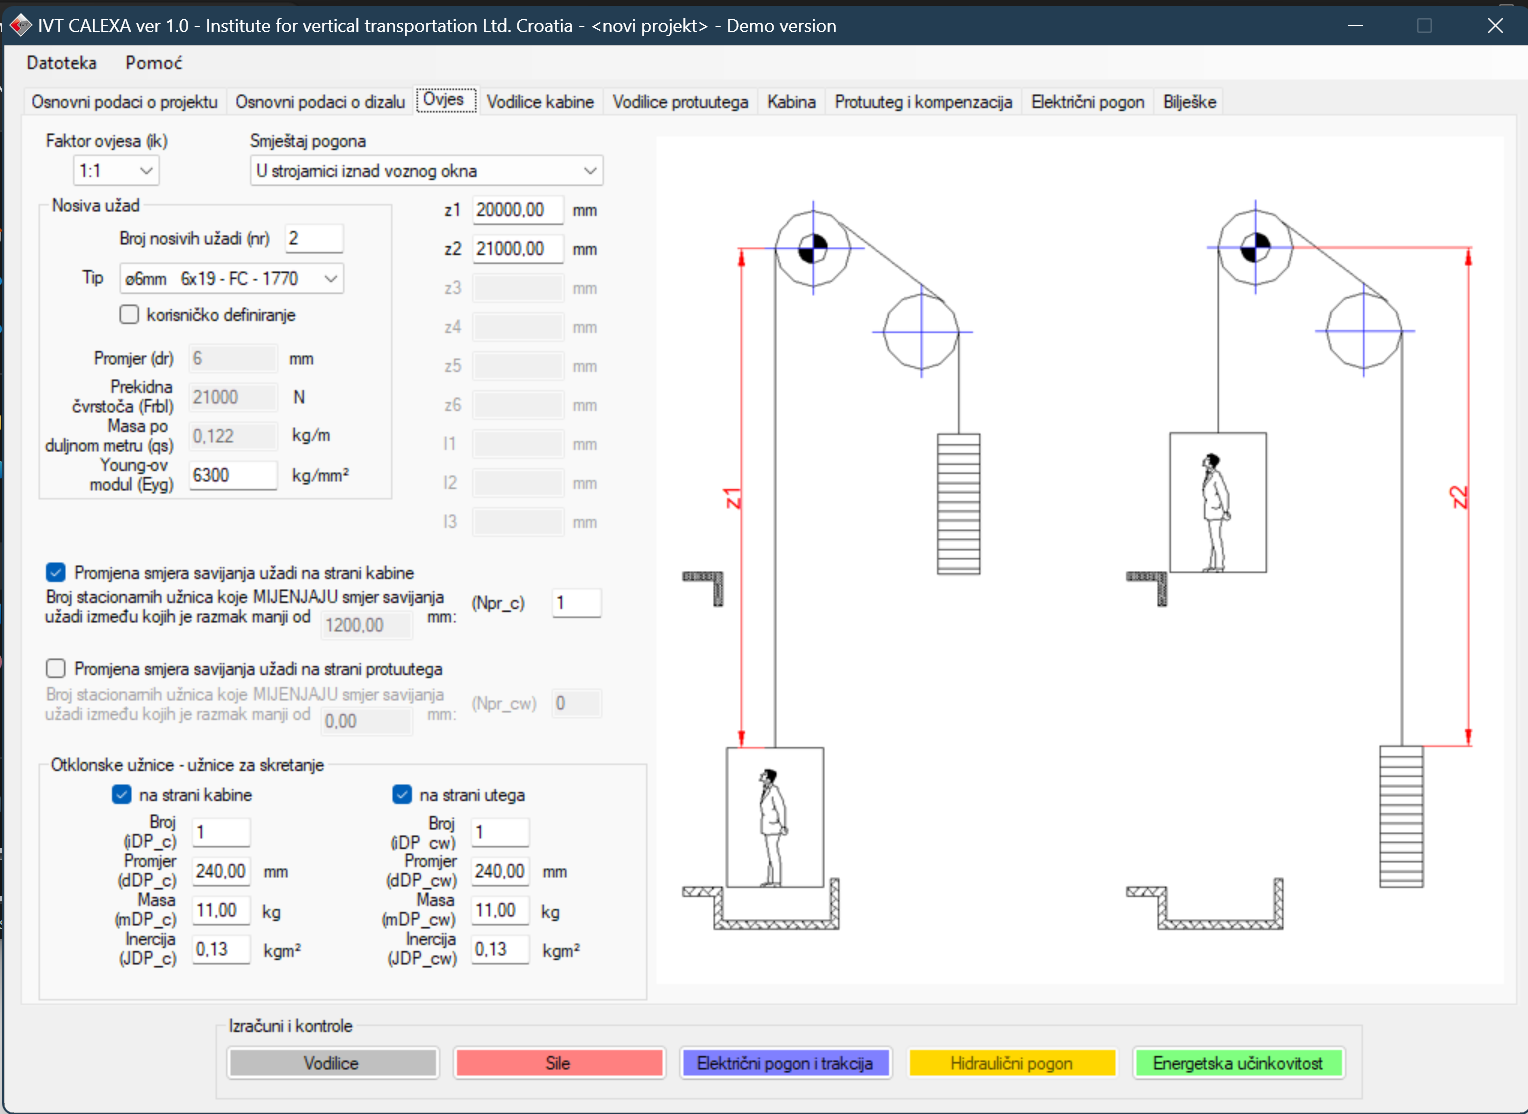 IVT CALEXA ver 1.0 - Institute for vertical transportation Ltd. Croatia - <novi projekt> - Demo version
Datoteka Pomoć
Osnovni podaci o projektu Osnovni podaci o dizalu Ovjes Vodilice kabine Vodilice protuutega Kabina Protuuteg i kompenzacija Električni pogon Bilješke
Faktor ovjesa (ik) Smještaj pogona
1:1 U strojarnici iznad voznog okna
Nosiva užad
Broj nosivih užadi (nr) 2
Tip ø6mm 6x19 - FC - 1770
korisničko definiranje
Promjer (dr) 6 mm
Prekidna
čvrstoča (Frbl) 21000 N
Masa po
duljnom metru (qs) 0,122 kg/m
Young-ov
modul (Eyg) 6300 kg/mm²
z1 20000,00 mm
z2 21000,00 mm
z3 mm
z4 mm
z5 mm
z6 mm
l1 mm
l2 mm
l3 mm
Promjena smjera savijanja užadi na strani kabine
Broj stacionarnih užnica koje MIJENJAJU smjer savijanja
užadi između kojih je razmak manji od 1200,00 mm: (Npr_c) 1
Promjena smjera savijanja užadi na strani protuutega
Broj stacionarnih užnica koje MIJENJAJU smjer savijanja
užadi između kojih je razmak manji od 0,00 mm: (Npr_cw) 0
Otklonske užnice - užnice za skretanje
na strani kabine na strani utega
Broj
(iDP_c) 1
Promjer
(dDP_c) 240,00 mm
Masa
(mDP_c) 11,00 kg
Inercija
(JDP_c) 0,13 kgm²
Broj
(iDP_cw) 1
Promjer
(dDP_cw) 240,00 mm
Masa
(mDP_cw) 11,00 kg
Inercija
(JDP_cw) 0,13 kgm²
z1
z2
Izračuni i kontrole
Vodilice Sile Električni pogon i trakcija Hidraulični pogon Energetska učinkovitost